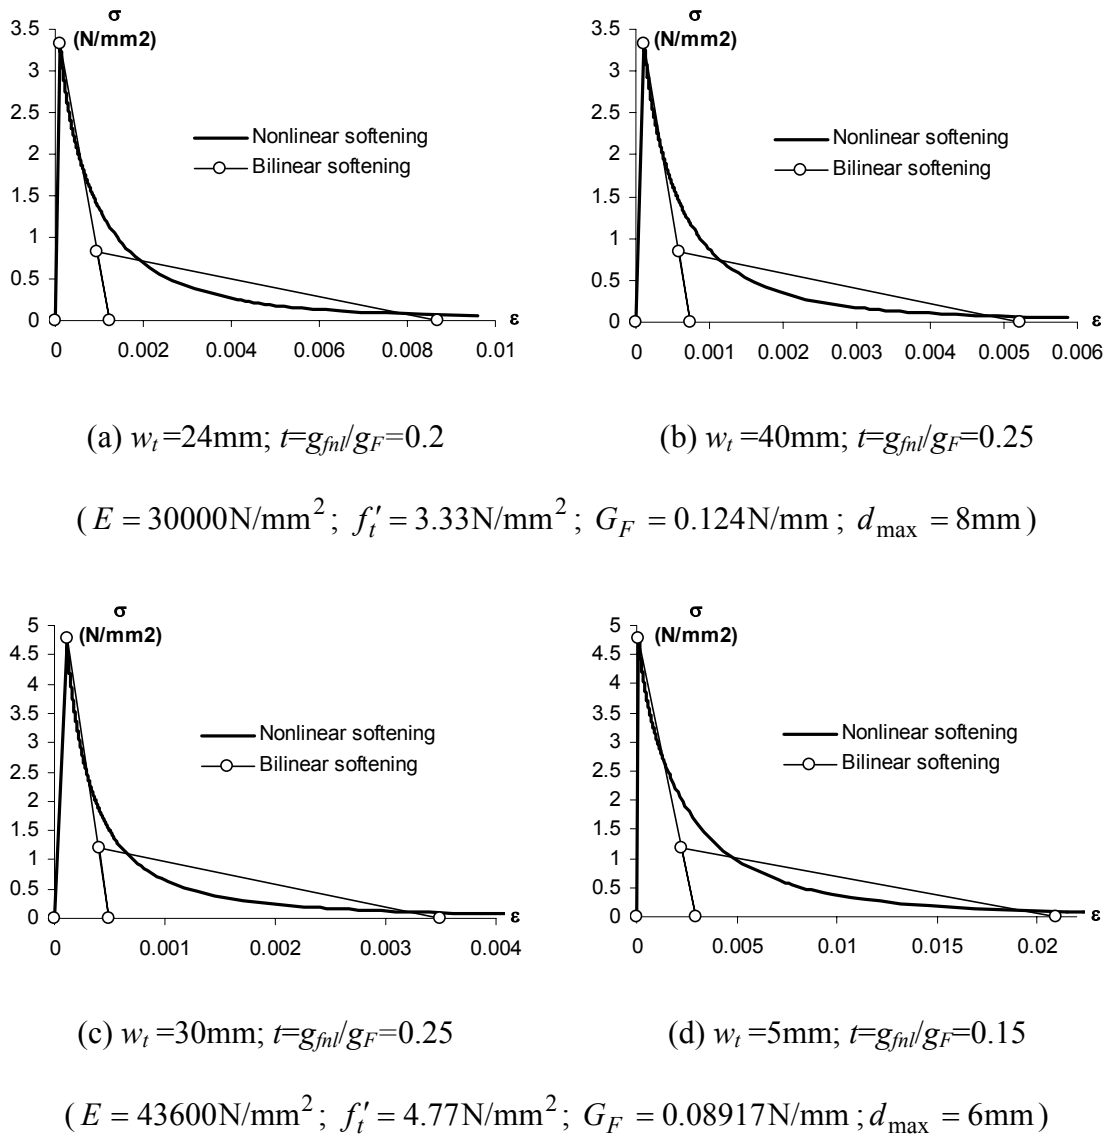 σ
(N/mm2)
3.5
3
2.5
2
1.5
1
0.5
0
Nonlinear softening
Bilinear softening
ε
0 0.002 0.004 0.006 0.008 0.01
σ
(N/mm2)
3.5
3
2.5
2
1.5
1
0.5
0
Nonlinear softening
Bilinear softening
ε
0 0.001 0.002 0.003 0.004 0.005 0.006
(a) w_t =24mm; t=g_fnl/g_F=0.2
(b) w_t =40mm; t=g_fnl/g_F=0.25
( E = 30000N/mm² ; f′_t = 3.33N/mm² ; G_F = 0.124N/mm ; d_max = 8mm )
σ
(N/mm2)
5
4.5
4
3.5
3
2.5
2
1.5
1
0.5
0
Nonlinear softening
Bilinear softening
ε
0 0.001 0.002 0.003 0.004
σ
(N/mm2)
5
4.5
4
3.5
3
2.5
2
1.5
1
0.5
0
Nonlinear softening
Bilinear softening
ε
0 0.005 0.01 0.015 0.02
(c) w_t =30mm; t=g_fnl/g_F=0.25
(d) w_t =5mm; t=g_fnl/g_F=0.15
( E = 43600N/mm² ; f′_t = 4.77N/mm² ; G_F = 0.08917N/mm ; d_max = 6mm )